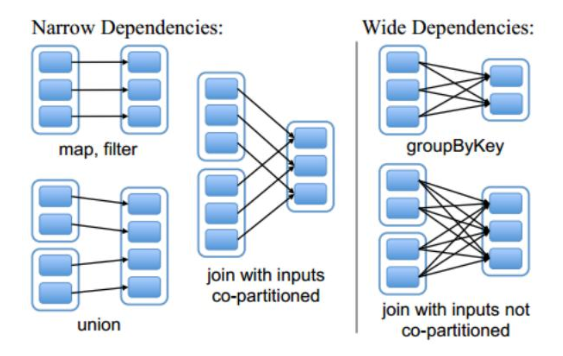 Narrow Dependencies:
map, filter
union
join with inputs
co-partitioned
Wide Dependencies:
groupByKey
join with inputs not
co-partitioned